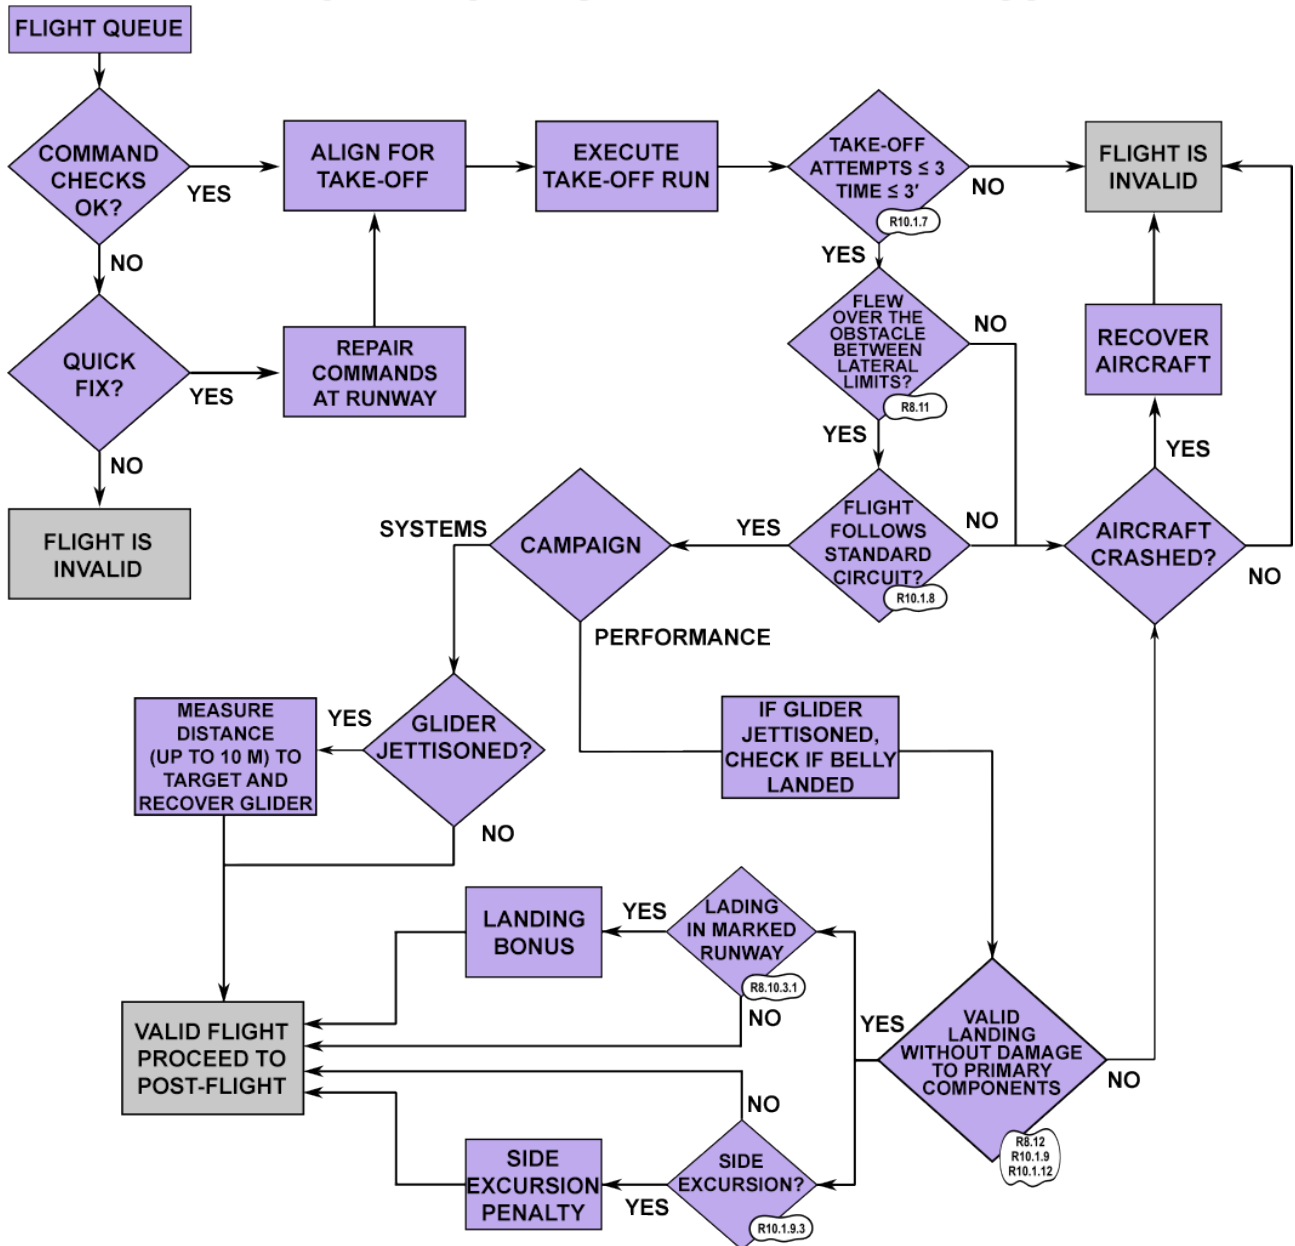 FLIGHT QUEUE
COMMAND
CHECKS
OK?
YES
NO
ALIGN FOR
TAKE-OFF
EXECUTE
TAKE-OFF RUN
TAKE-OFF
ATTEMPTS ≤ 3
TIME ≤ 3′
R10.1.7
NO
YES
FLIGHT IS
INVALID
QUICK
FIX?
YES
NO
REPAIR
COMMANDS
AT RUNWAY
FLEW
OVER THE
OBSTACLE
BETWEEN
LATERAL
LIMITS?
R8.11
NO
YES
RECOVER
AIRCRAFT
YES
FLIGHT IS
INVALID
SYSTEMS
CAMPAIGN
YES
FLIGHT
FOLLOWS
STANDARD
CIRCUIT?
R10.1.8
NO
AIRCRAFT
CRASHED?
NO
PERFORMANCE
MEASURE
DISTANCE
(UP TO 10 M) TO
TARGET AND
RECOVER GLIDER
YES
GLIDER
JETTISONED?
NO
IF GLIDER
JETTISONED,
CHECK IF BELLY
LANDED
LANDING
BONUS
YES
LADING
IN MARKED
RUNWAY
R8.10.3.1
NO
VALID FLIGHT
PROCEED TO
POST-FLIGHT
YES
VALID
LANDING
WITHOUT DAMAGE
TO PRIMARY
COMPONENTS
R8.12
R10.1.9
R10.1.12
NO
NO
SIDE
EXCURSION
PENALTY
YES
SIDE
EXCURSION?
R10.1.9.3